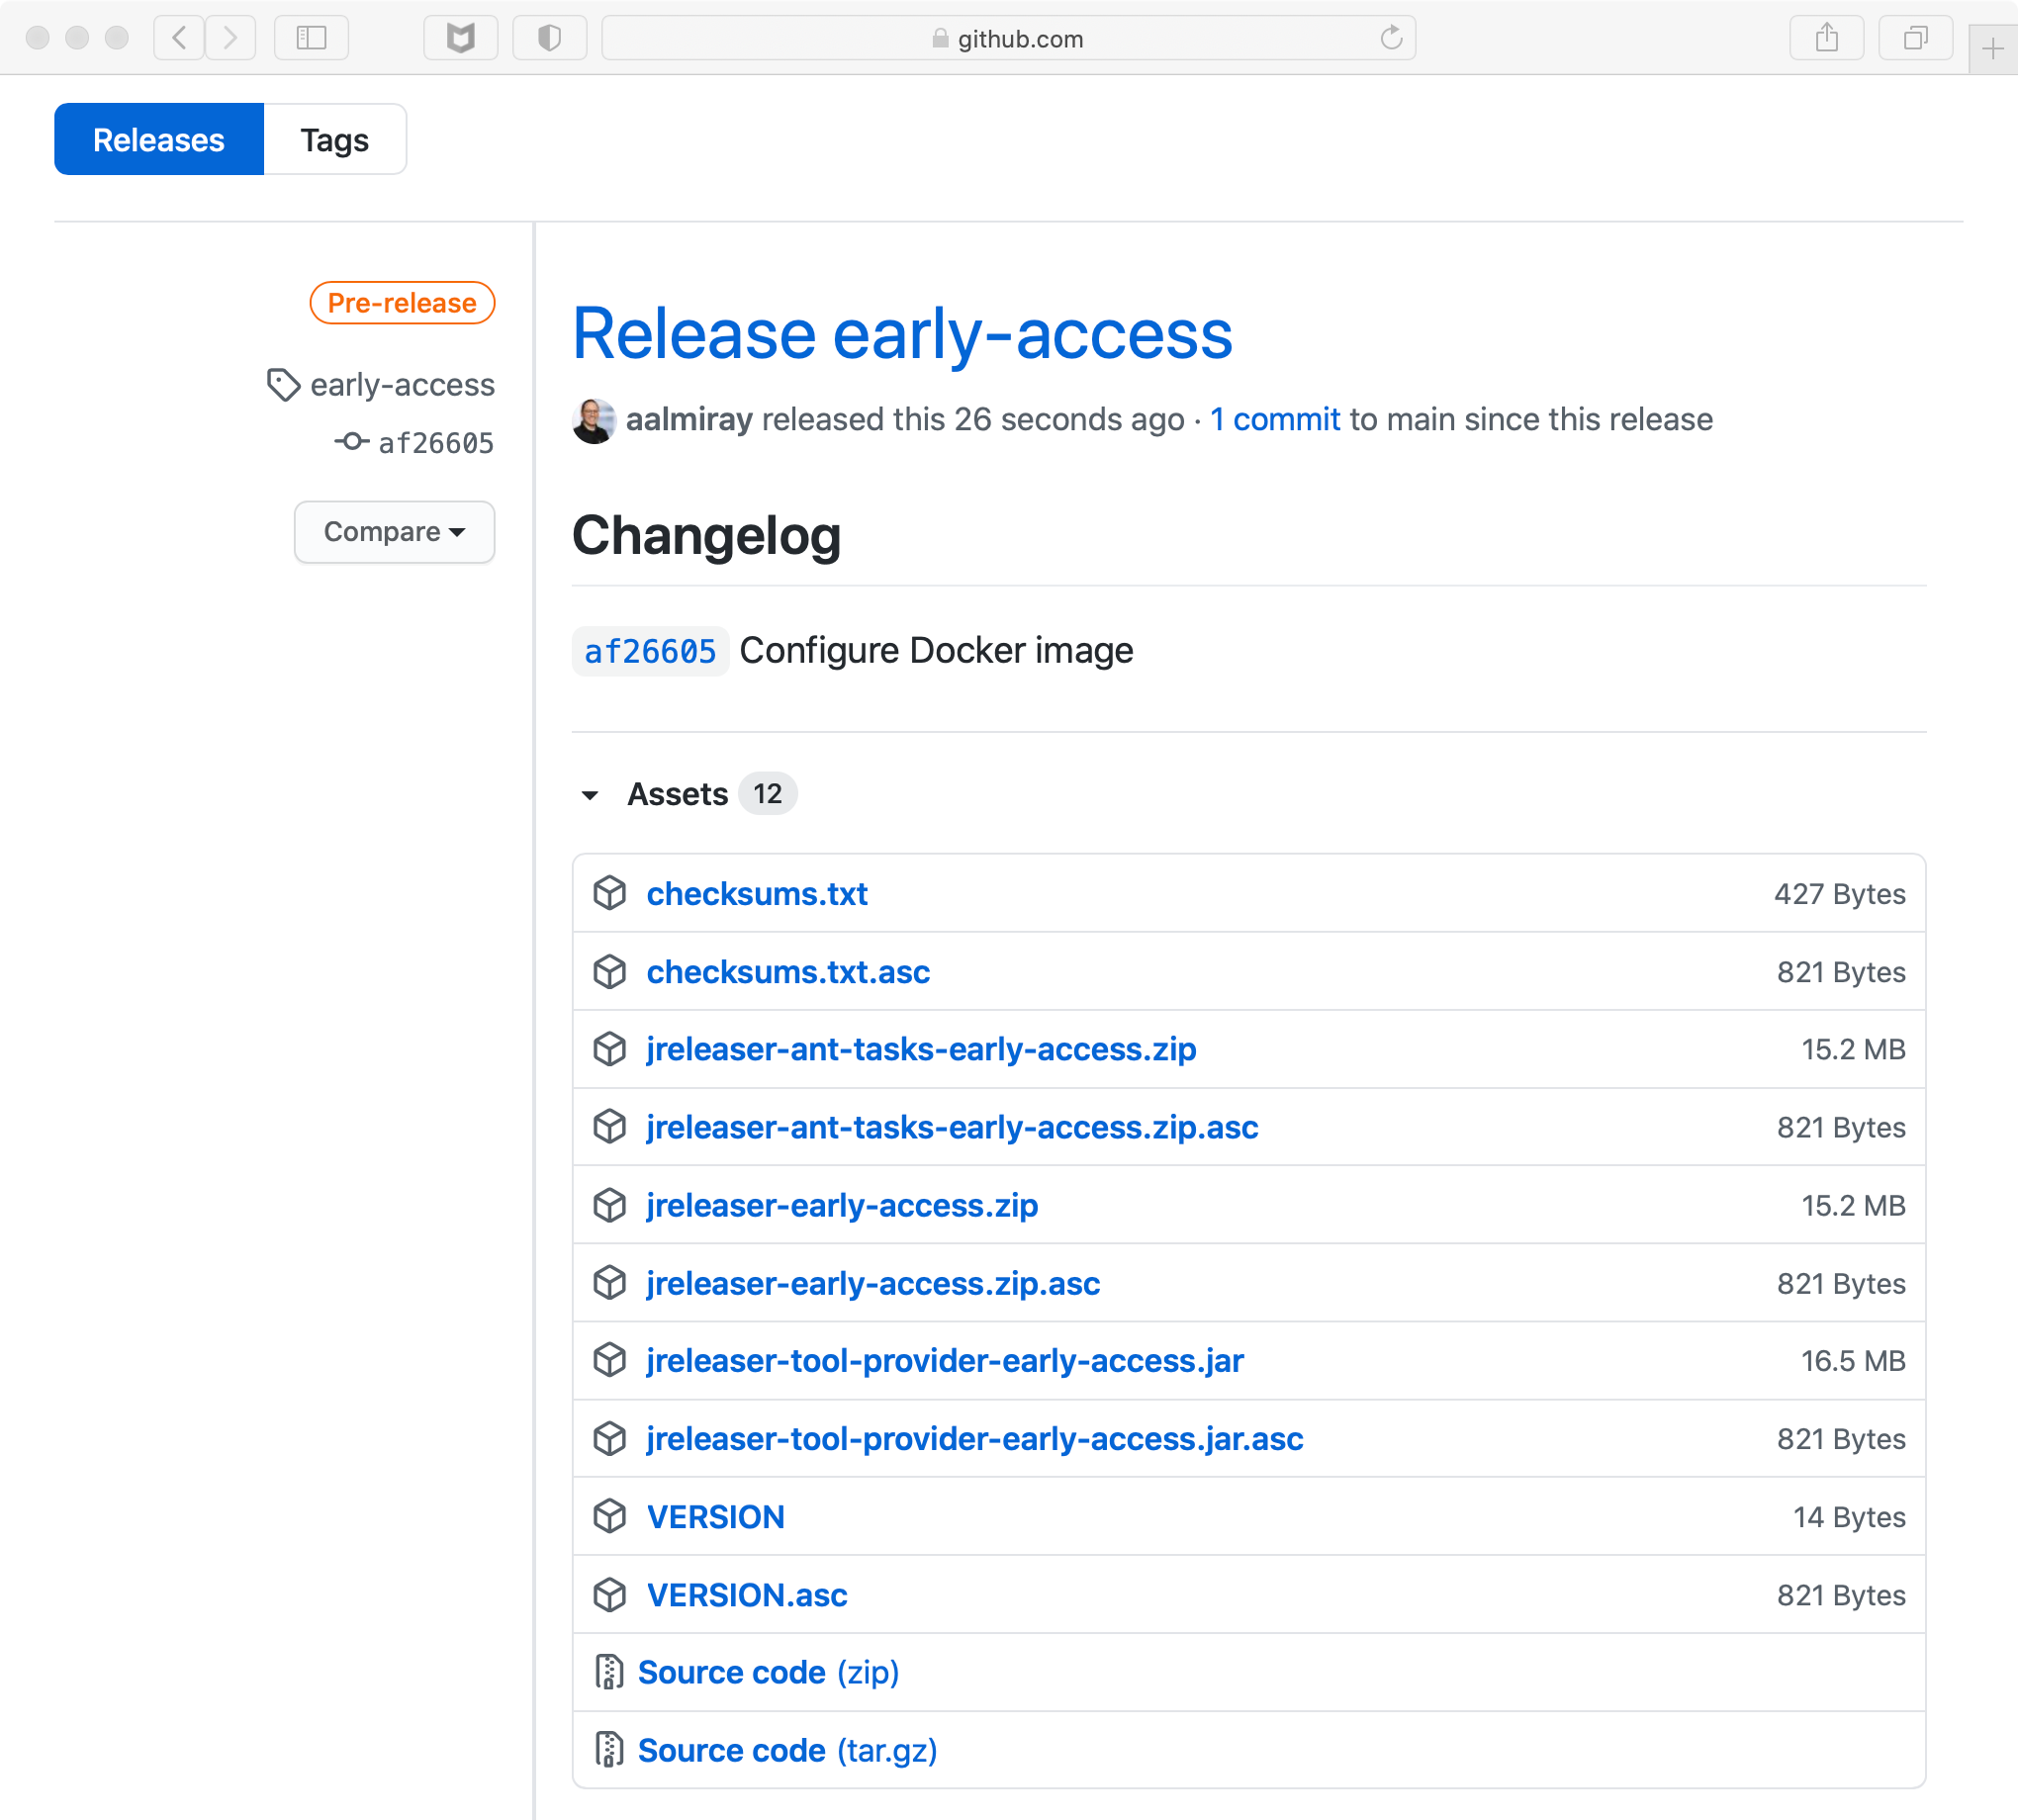 github.com
Releases
Tags
Pre-release
early-access
af26605
Compare
Release early-access
aalmiray released this 26 seconds ago · 1 commit to main since this release
Changelog
af26605 Configure Docker image
Assets 12
checksums.txt 427 Bytes
checksums.txt.asc 821 Bytes
jreleaser-ant-tasks-early-access.zip 15.2 MB
jreleaser-ant-tasks-early-access.zip.asc 821 Bytes
jreleaser-early-access.zip 15.2 MB
jreleaser-early-access.zip.asc 821 Bytes
jreleaser-tool-provider-early-access.jar 16.5 MB
jreleaser-tool-provider-early-access.jar.asc 821 Bytes
VERSION 14 Bytes
VERSION.asc 821 Bytes
Source code (zip)
Source code (tar.gz)